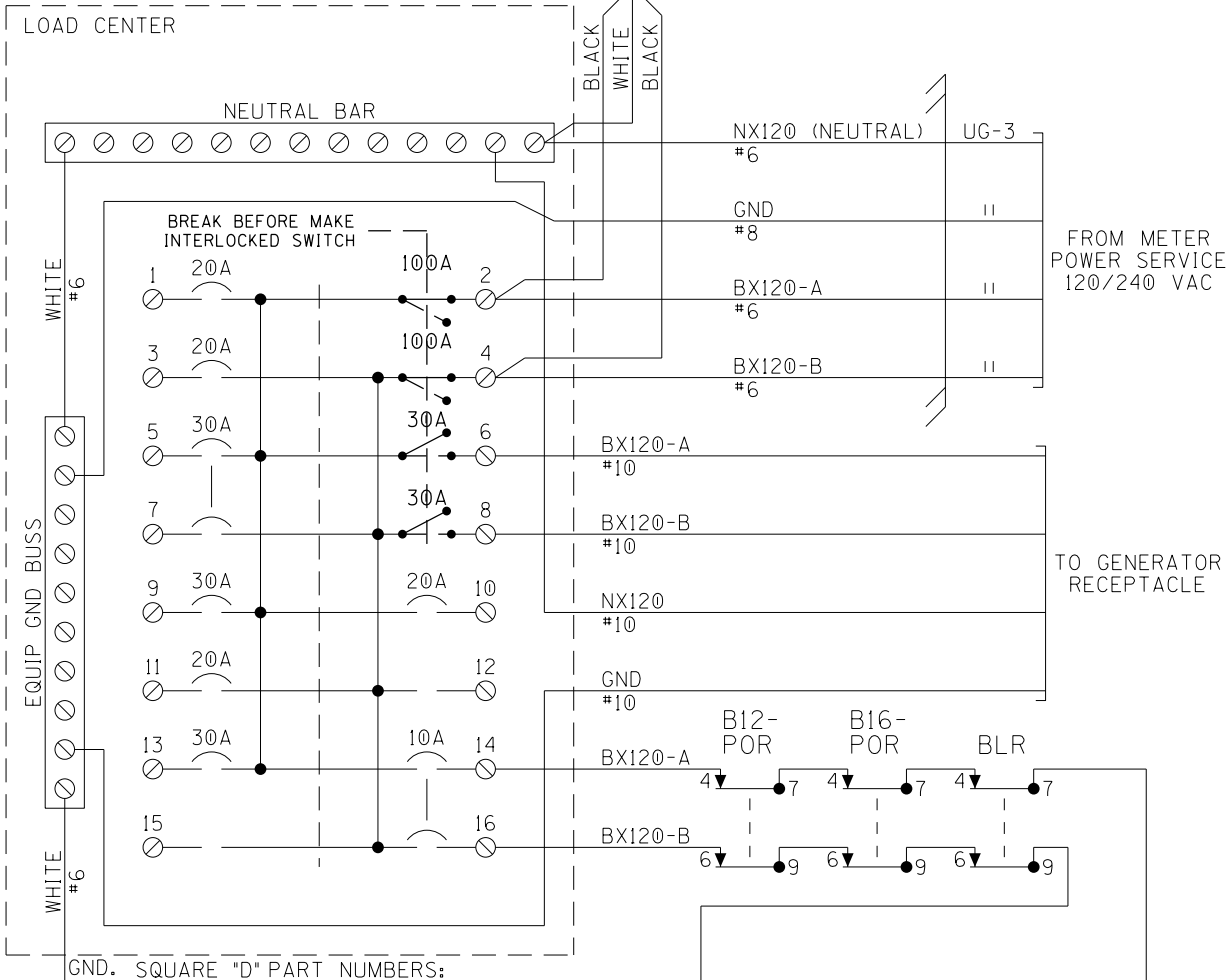 LOAD CENTER
BLACK
WHITE
BLACK
NEUTRAL BAR
NX120 (NEUTRAL)
#6
UG-3
GND
#8
"
BX120-A
#6
"
BX120-B
#6
"
FROM METER
POWER SERVICE
120/240 VAC
BREAK BEFORE MAKE
INTERLOCKED SWITCH
WHITE
#6
1 20A 100A 2
3 20A 100A 4
5 30A 30A 6
7 30A 8
9 30A 20A 10
11 20A 12
13 30A 10A 14
15 16
BX120-A
#10
BX120-B
#10
NX120
#10
GND
#10
TO GENERATOR
RECEPTACLE
EQUIP GND BUSS
B12-
POR
B16-
POR
BLR
BX120-A
4 7 4 7 4 7
BX120-B
6 9 6 9 6 9
WHITE
#6
GND.
SQUARE "D" PART NUMBERS: